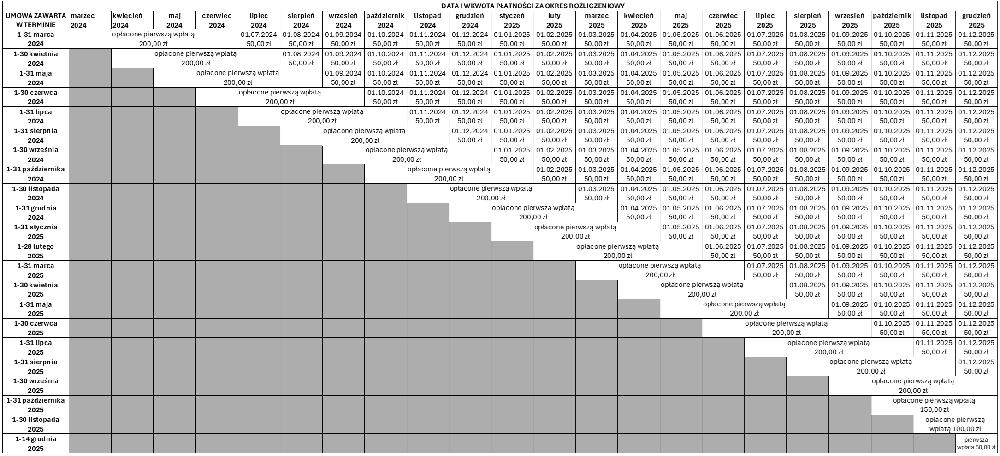 DATA I WKWOTA PŁATNOŚCI ZA OKRES ROZLICZENIOWY
UMOWA ZAWARTA marzec kwiecień maj czerwiec lipiec sierpień wrzesień październik listopad grudzień styczeń luty marzec kwiecień maj czerwiec lipiec sierpień wrzesień październik listopad grudzień
W TERMINIE 2024 2024 2024 2024 2024 2024 2024 2024 2024 2024 2025 2025 2025 2025 2025 2025 2025 2025 2025 2025 2025 2025
1-31 marca opłacone pierwszą wpłatą 01.07.2024 01.08.2024 01.09.2024 01.10.2024 01.11.2024 01.12.2024 01.01.2025 01.02.2025 01.03.2025 01.04.2025 01.05.2025 01.06.2025 01.07.2025 01.08.2025 01.09.2025 01.10.2025 01.11.2025 01.12.2025
2024 200,00 zł 50,00 zł 50,00 zł 50,00 zł 50,00 zł 50,00 zł 50,00 zł 50,00 zł 50,00 zł 50,00 zł 50,00 zł 50,00 zł 50,00 zł 50,00 zł 50,00 zł 50,00 zł 50,00 zł 50,00 zł 50,00 zł
1-30 kwietnia opłacone pierwszą wpłatą 01.08.2024 01.09.2024 01.10.2024 01.11.2024 01.12.2024 01.01.2025 01.02.2025 01.03.2025 01.04.2025 01.05.2025 01.06.2025 01.07.2025 01.08.2025 01.09.2025 01.10.2025 01.11.2025 01.12.2025
2024 200,00 zł 50,00 zł 50,00 zł 50,00 zł 50,00 zł 50,00 zł 50,00 zł 50,00 zł 50,00 zł 50,00 zł 50,00 zł 50,00 zł 50,00 zł 50,00 zł 50,00 zł 50,00 zł 50,00 zł 50,00 zł
1-31 maja opłacone pierwszą wpłatą 01.09.2024 01.10.2024 01.11.2024 01.12.2024 01.01.2025 01.02.2025 01.03.2025 01.04.2025 01.05.2025 01.06.2025 01.07.2025 01.08.2025 01.09.2025 01.10.2025 01.11.2025 01.12.2025
2024 200,00 zł 50,00 zł 50,00 zł 50,00 zł 50,00 zł 50,00 zł 50,00 zł 50,00 zł 50,00 zł 50,00 zł 50,00 zł 50,00 zł 50,00 zł 50,00 zł 50,00 zł 50,00 zł 50,00 zł
1-30 czerwca opłacone pierwszą wpłatą 01.10.2024 01.11.2024 01.12.2024 01.01.2025 01.02.2025 01.03.2025 01.04.2025 01.05.2025 01.06.2025 01.07.2025 01.08.2025 01.09.2025 01.10.2025 01.11.2025 01.12.2025
2024 200,00 zł 50,00 zł 50,00 zł 50,00 zł 50,00 zł 50,00 zł 50,00 zł 50,00 zł 50,00 zł 50,00 zł 50,00 zł 50,00 zł 50,00 zł 50,00 zł 50,00 zł 50,00 zł
1-31 lipca opłacone pierwszą wpłatą 01.11.2024 01.12.2024 01.01.2025 01.02.2025 01.03.2025 01.04.2025 01.05.2025 01.06.2025 01.07.2025 01.08.2025 01.09.2025 01.10.2025 01.11.2025 01.12.2025
2024 200,00 zł 50,00 zł 50,00 zł 50,00 zł 50,00 zł 50,00 zł 50,00 zł 50,00 zł 50,00 zł 50,00 zł 50,00 zł 50,00 zł 50,00 zł 50,00 zł 50,00 zł
1-31 sierpnia opłacone pierwszą wpłatą 01.12.2024 01.01.2025 01.02.2025 01.03.2025 01.04.2025 01.05.2025 01.06.2025 01.07.2025 01.08.2025 01.09.2025 01.10.2025 01.11.2025 01.12.2025
2024 200,00 zł 50,00 zł 50,00 zł 50,00 zł 50,00 zł 50,00 zł 50,00 zł 50,00 zł 50,00 zł 50,00 zł 50,00 zł 50,00 zł 50,00 zł 50,00 zł
1-30 września opłacone pierwszą wpłatą 01.01.2025 01.02.2025 01.03.2025 01.04.2025 01.05.2025 01.06.2025 01.07.2025 01.08.2025 01.09.2025 01.10.2025 01.11.2025 01.12.2025
2024 200,00 zł 50,00 zł 50,00 zł 50,00 zł 50,00 zł 50,00 zł 50,00 zł 50,00 zł 50,00 zł 50,00 zł 50,00 zł 50,00 zł 50,00 zł
1-31 października opłacone pierwszą wpłatą 01.02.2025 01.03.2025 01.04.2025 01.05.2025 01.06.2025 01.07.2025 01.08.2025 01.09.2025 01.10.2025 01.11.2025 01.12.2025
2024 200,00 zł 50,00 zł 50,00 zł 50,00 zł 50,00 zł 50,00 zł 50,00 zł 50,00 zł 50,00 zł 50,00 zł 50,00 zł 50,00 zł
1-30 listopada opłacone pierwszą wpłatą 01.03.2025 01.04.2025 01.05.2025 01.06.2025 01.07.2025 01.08.2025 01.09.2025 01.10.2025 01.11.2025 01.12.2025
2024 200,00 zł 50,00 zł 50,00 zł 50,00 zł 50,00 zł 50,00 zł 50,00 zł 50,00 zł 50,00 zł 50,00 zł 50,00 zł
1-31 grudnia opłacone pierwszą wpłatą 01.04.2025 01.05.2025 01.06.2025 01.07.2025 01.08.2025 01.09.2025 01.10.2025 01.11.2025 01.12.2025
2024 200,00 zł 50,00 zł 50,00 zł 50,00 zł 50,00 zł 50,00 zł 50,00 zł 50,00 zł 50,00 zł 50,00 zł
1-31 stycznia opłacone pierwszą wpłatą 01.05.2025 01.06.2025 01.07.2025 01.08.2025 01.09.2025 01.10.2025 01.11.2025 01.12.2025
2025 200,00 zł 50,00 zł 50,00 zł 50,00 zł 50,00 zł 50,00 zł 50,00 zł 50,00 zł 50,00 zł
1-28 lutego opłacone pierwszą wpłatą 01.06.2025 01.07.2025 01.08.2025 01.09.2025 01.10.2025 01.11.2025 01.12.2025
2025 200,00 zł 50,00 zł 50,00 zł 50,00 zł 50,00 zł 50,00 zł 50,00 zł 50,00 zł
1-31 marca opłacone pierwszą wpłatą 01.07.2025 01.08.2025 01.09.2025 01.10.2025 01.11.2025 01.12.2025
2025 200,00 zł 50,00 zł 50,00 zł 50,00 zł 50,00 zł 50,00 zł 50,00 zł
1-30 kwietnia opłacone pierwszą wpłatą 01.08.2025 01.09.2025 01.10.2025 01.11.2025 01.12.2025
2025 200,00 zł 50,00 zł 50,00 zł 50,00 zł 50,00 zł 50,00 zł
1-31 maja opłacone pierwszą wpłatą 01.09.2025 01.10.2025 01.11.2025 01.12.2025
2025 200,00 zł 50,00 zł 50,00 zł 50,00 zł 50,00 zł
1-30 czerwca opłacone pierwszą wpłatą 01.10.2025 01.11.2025 01.12.2025
2025 200,00 zł 50,00 zł 50,00 zł 50,00 zł
1-31 lipca opłacone pierwszą wpłatą 01.11.2025 01.12.2025
2025 200,00 zł 50,00 zł 50,00 zł
1-31 sierpnia opłacone pierwszą wpłatą 01.12.2025
2025 200,00 zł 50,00 zł
1-30 września opłacone pierwszą wpłatą
2025 200,00 zł
1-31 października opłacone pierwszą wpłatą
2025 150,00 zł
1-30 listopada opłacone pierwszą
2025 wpłatą 100,00 zł
1-14 grudnia pierwsza
2025 wpłata 50,00 zł